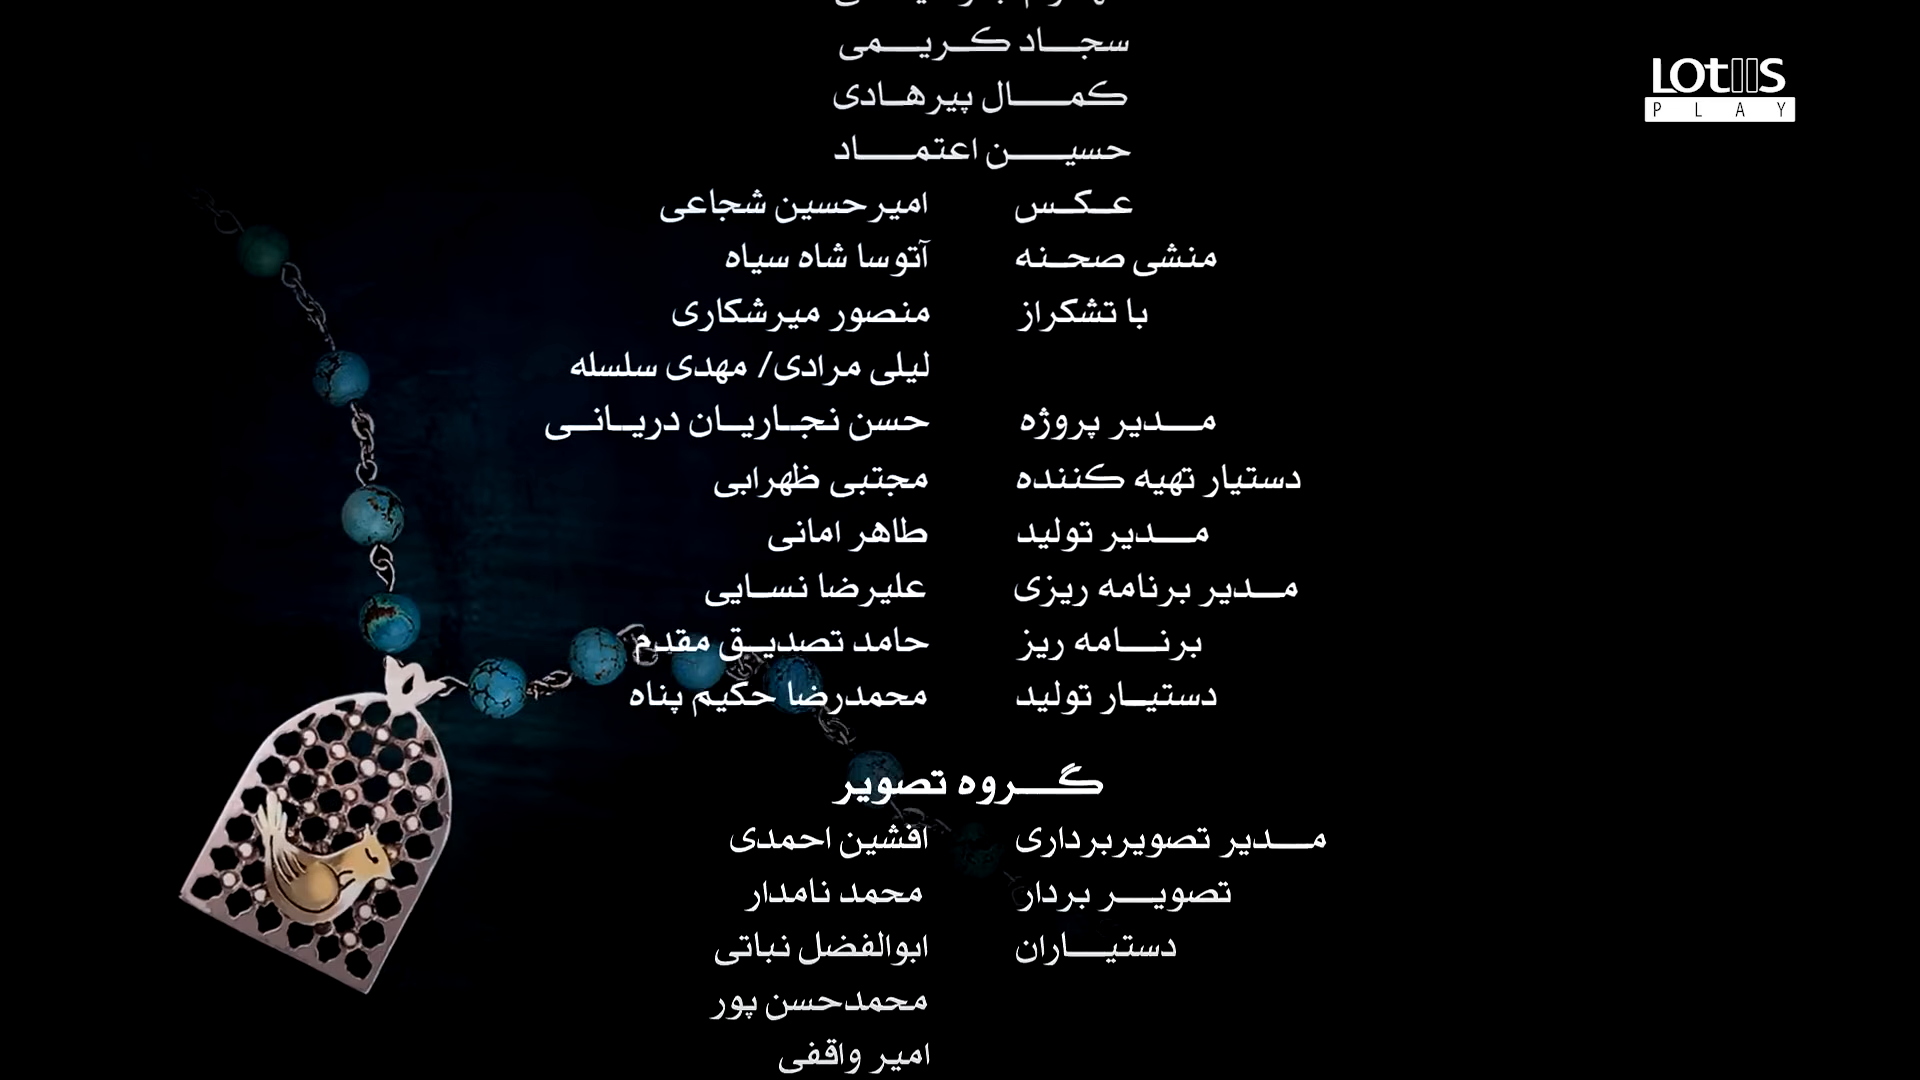 سجاد کریمی
کمال پیرهادی
حسین اعتماد
عکس امیرحسین شجاعی
منشی صحنه آتوسا شاه سیاه
با تشکراز منصور میرشکاری
لیلی مرادی/ مهدی سلسله
مدیر پروژه حسن نجاریان دریانی
دستیار تهیه کننده مجتبی ظهرابی
مدیر تولید طاهر امانی
مدیر برنامه ریزی علیرضا نسایی
برنامه ریز حامد تصدیق مقدم
دستیار تولید محمدرضا حکیم پناه
گروه تصویر
مدیر تصویربرداری افشین احمدی
تصویر بردار محمد نامدار
دستیاران ابوالفضل نباتی
محمدحسن پور
امیر واقفی
LOtUS
PLAY